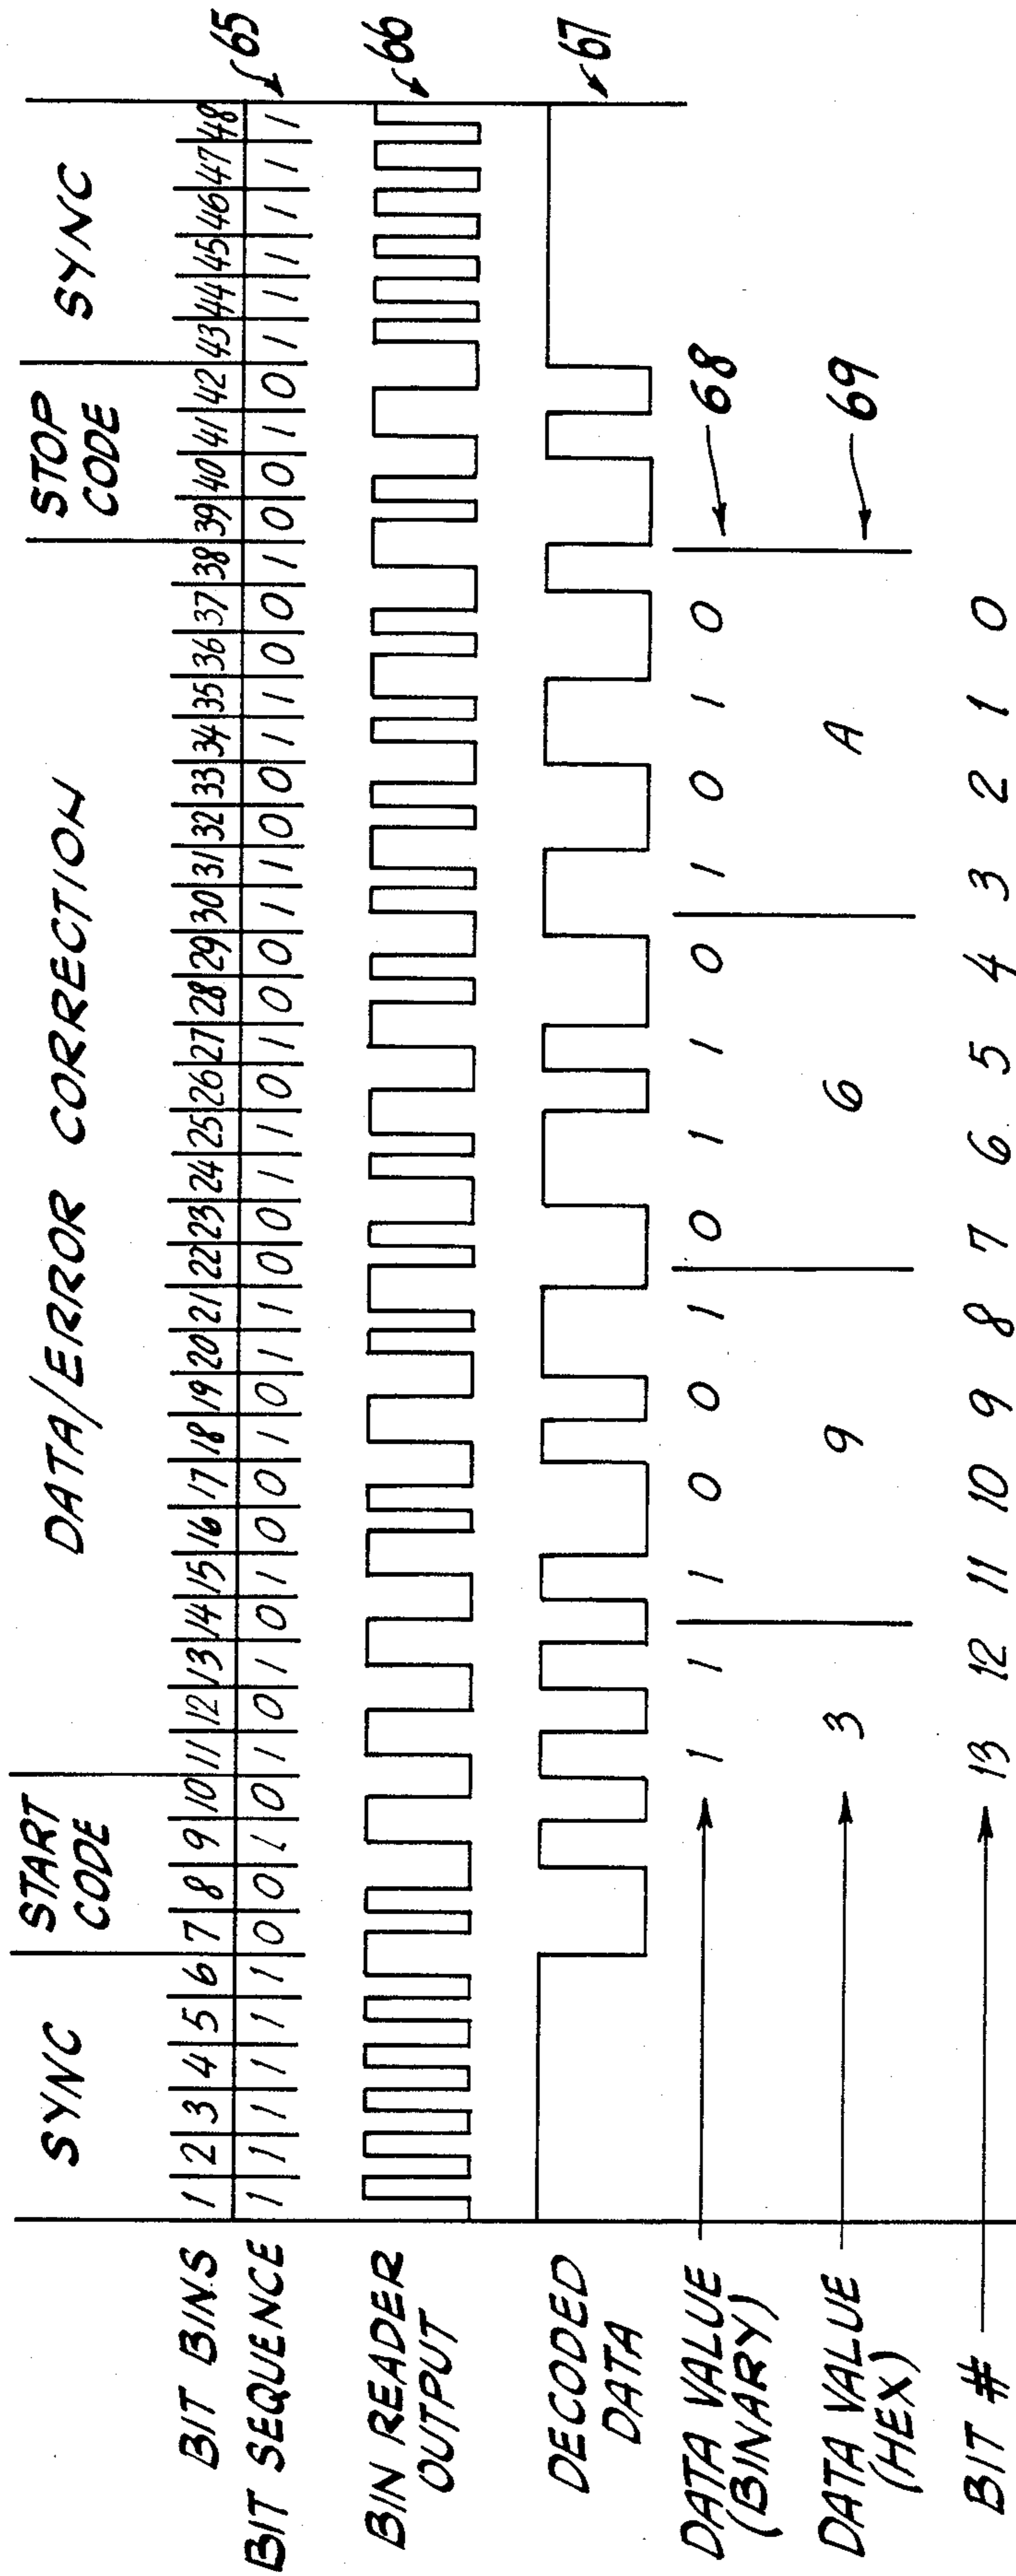 SYNC
START CODE
DATA/ERROR CORRECTION
STOP CODE
SYNC
BIT BINS 1 2 3 4 5 6 7 8 9 10 11 12 13 14 15 16 17 18 19 20 21 22 23 24 25 26 27 28 29 30 31 32 33 34 35 36 37 38 39 40 41 42 43 44 45 46 47 48
BIT SEQUENCE 1 1 1 1 1 1 0 0 1 0 1 0 1 0 1 0 0 1 0 1 1 0 0 1 1 0 1 0 0 1 1 0 0 1 1 0 0 1 0 0 1 0 1 1 1 1 1 1 65
BIN READER
OUTPUT
66
DECODED
DATA
67
DATA VALUE
(BINARY)
1 1 1 0 0 1 0 1 1 0 1 0 1 0 68
DATA VALUE
(HEX)
3 9 6 A 69
BIT # 13 12 11 10 9 8 7 6 5 4 3 2 1 0